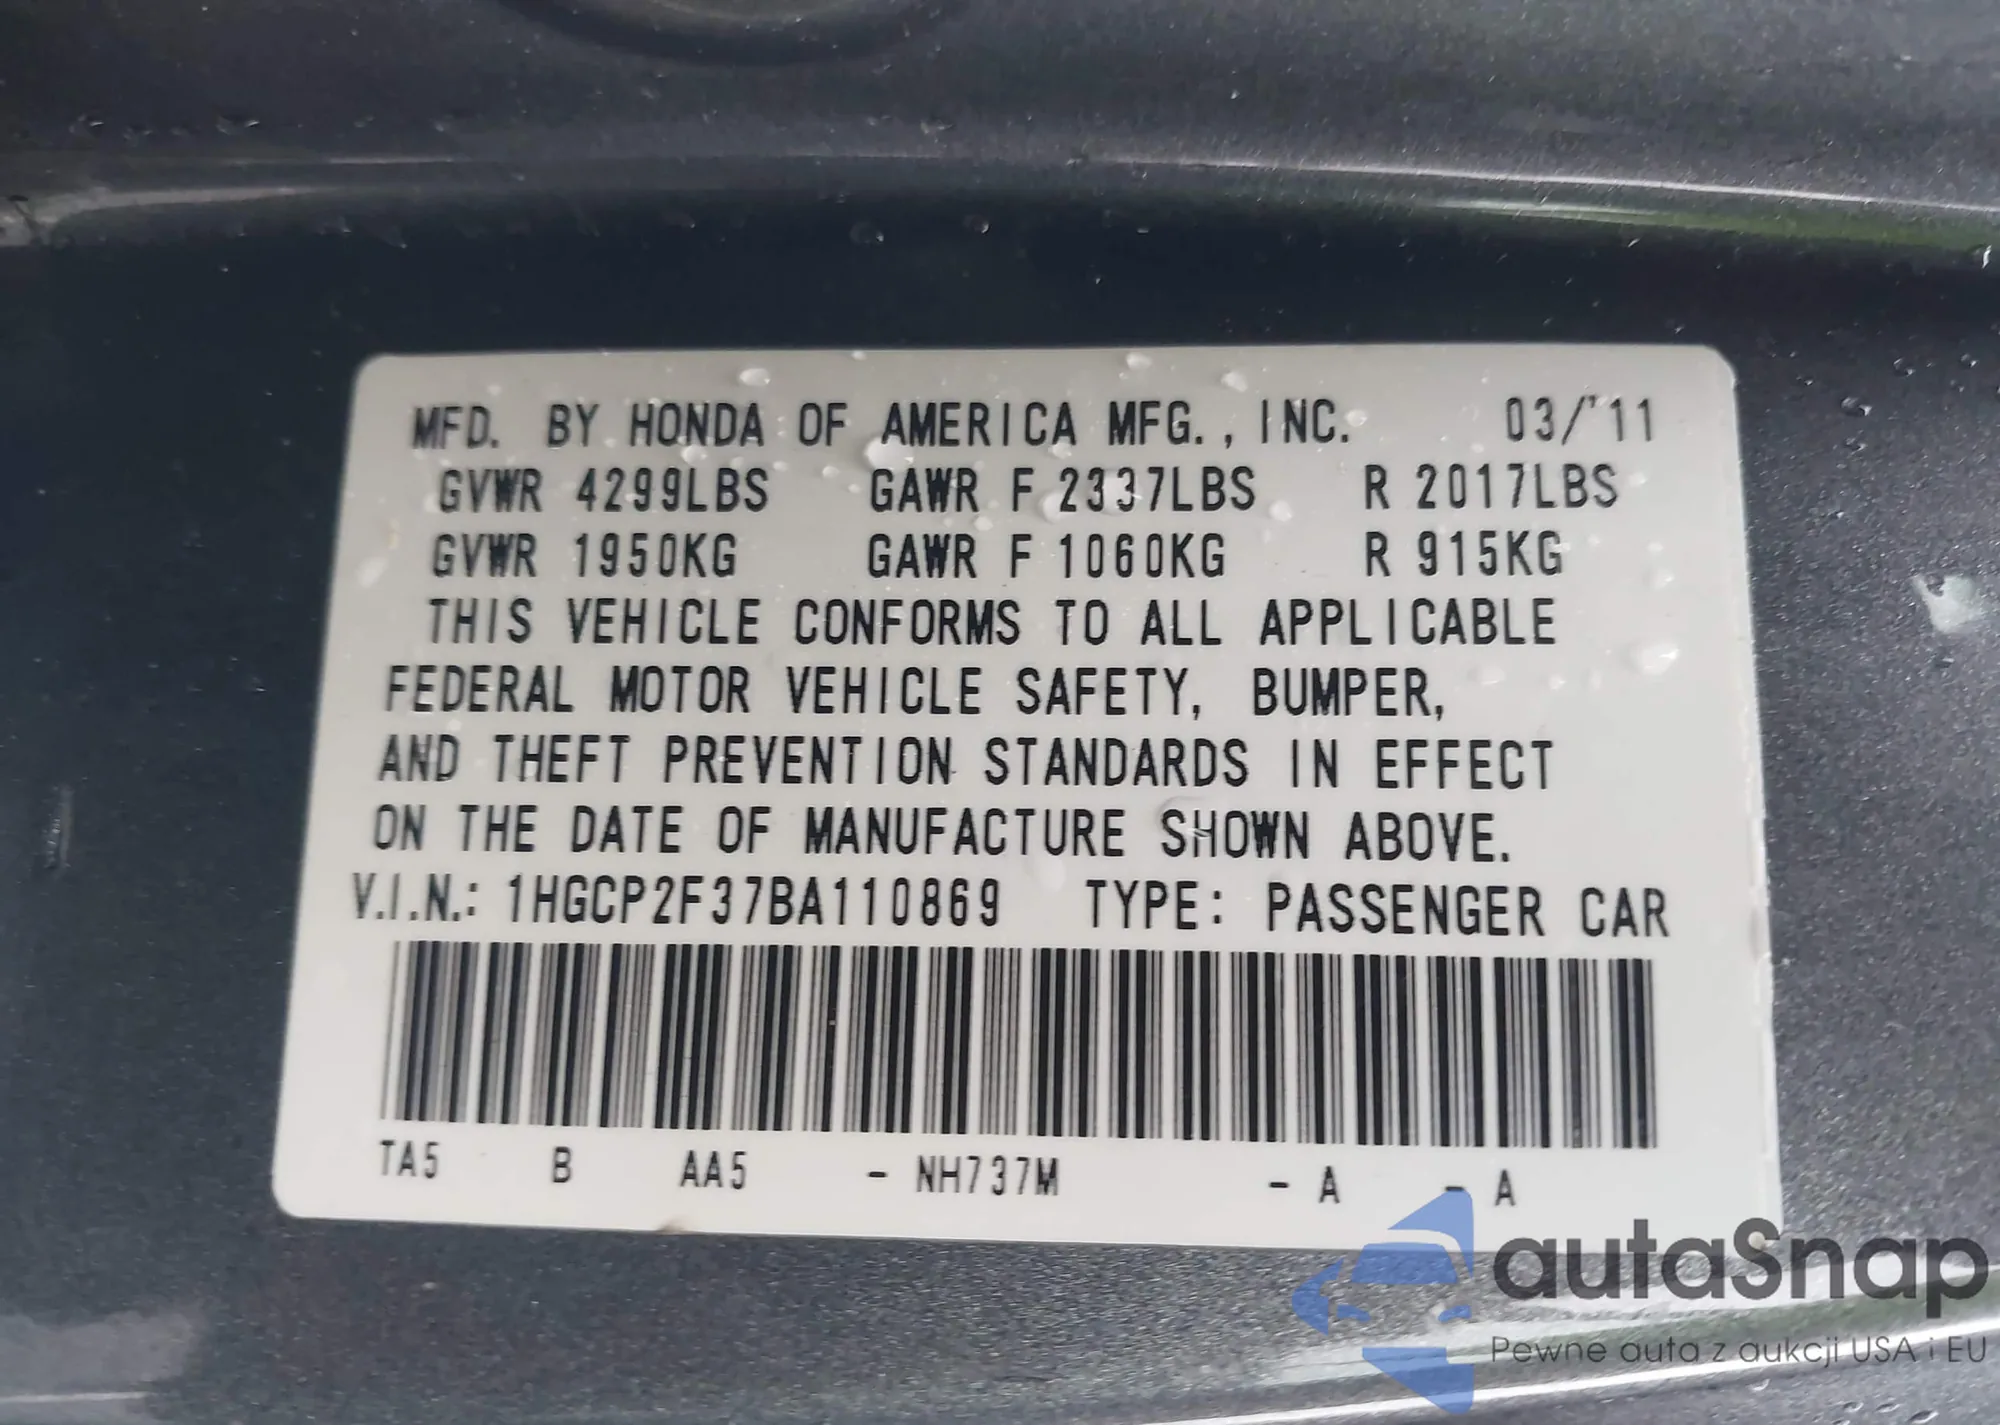 MFD. BY HONDA OF AMERICA MFG., INC. 03/'11
GVWR 4299LBS GAWR F 2337LBS R 2017LBS
GVWR 1950KG GAWR F 1060KG R 915KG
THIS VEHICLE CONFORMS TO ALL APPLICABLE
FEDERAL MOTOR VEHICLE SAFETY, BUMPER,
AND THEFT PREVENTION STANDARDS IN EFFECT
ON THE DATE OF MANUFACTURE SHOWN ABOVE.
V.I.N.: 1HGCP2F37BA110869 TYPE: PASSENGER CAR
TA5 B AA5 - NH737M - A - A
autaSnap
Pewne auta z aukcji USA i EU